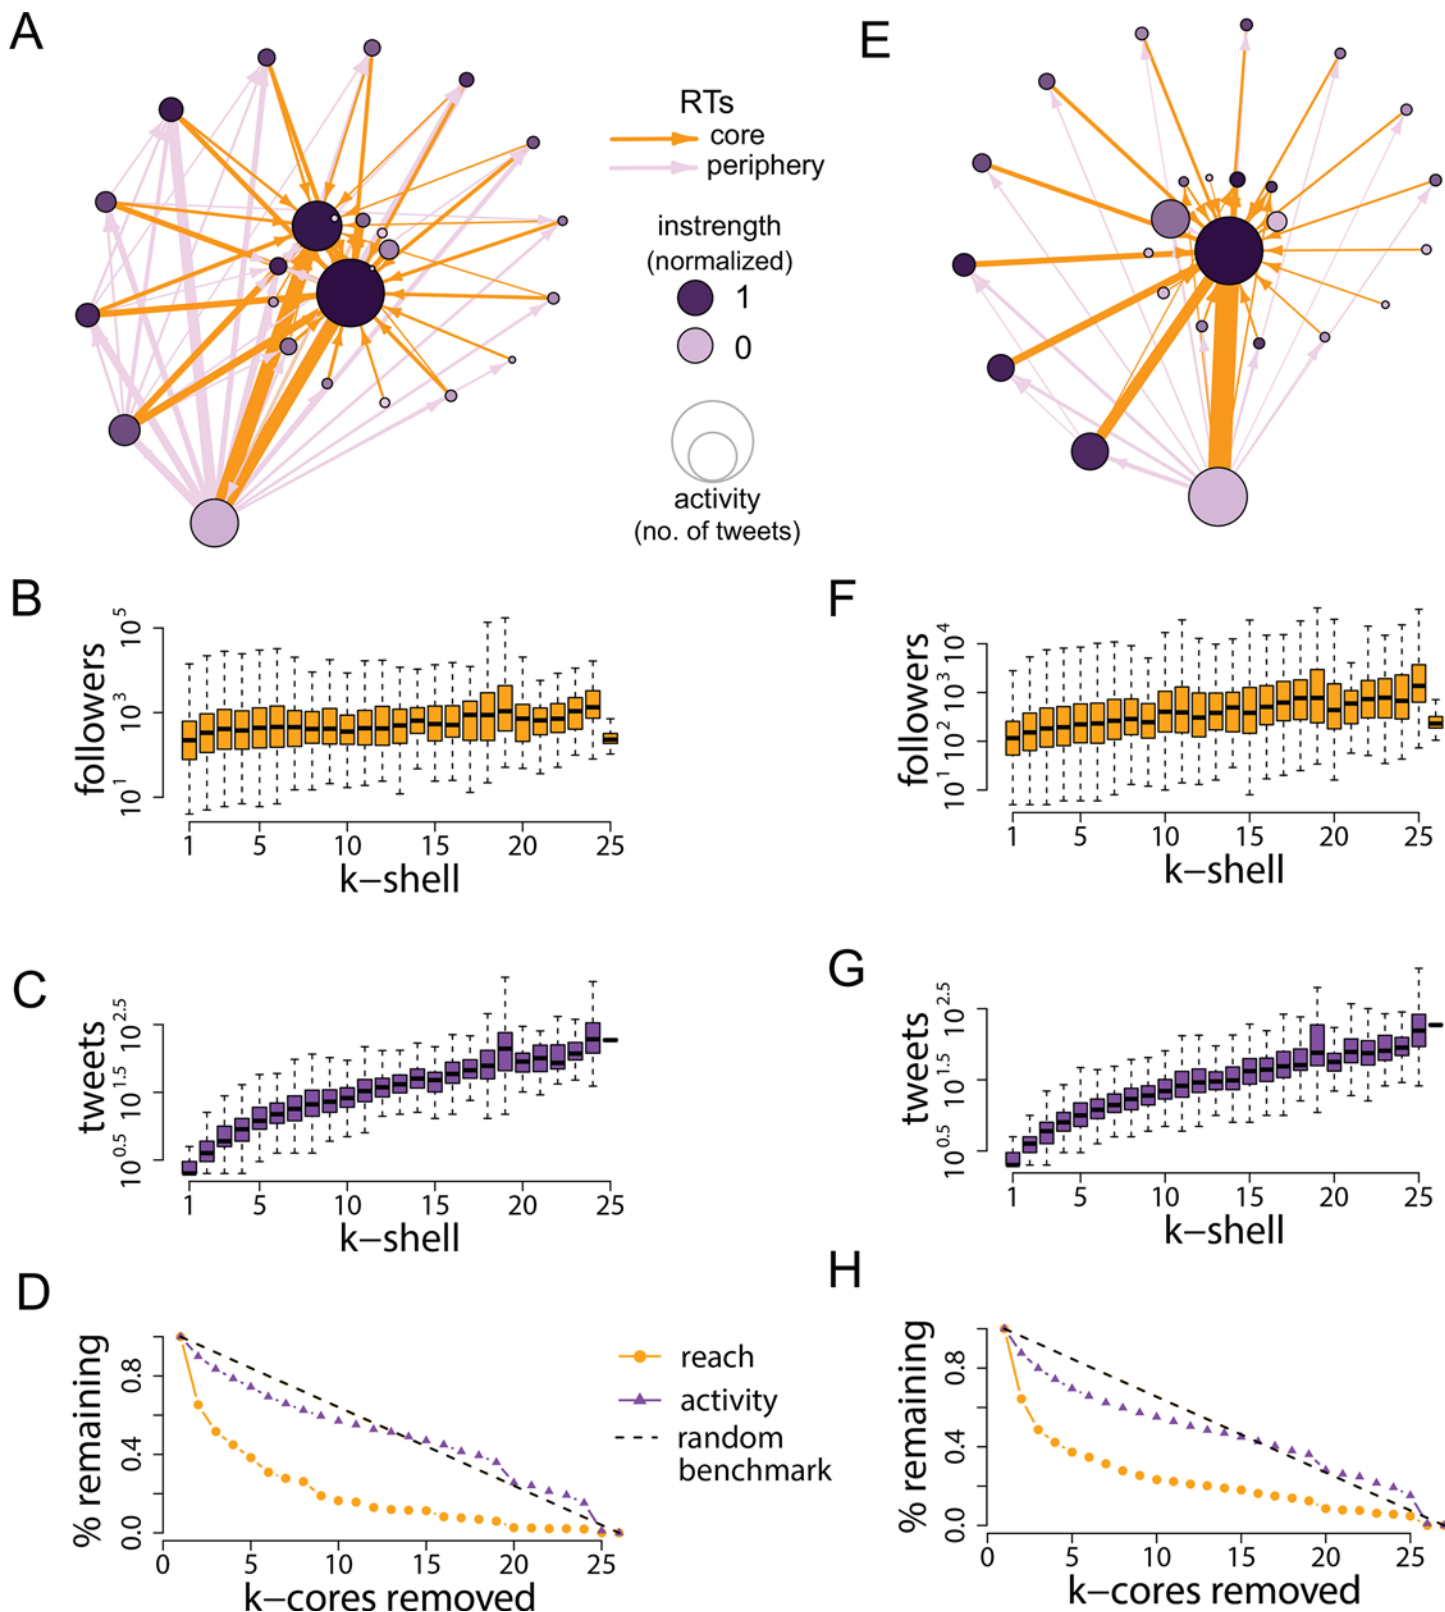 A
E
RTs
core
periphery
instrength
(normalized)
1
0
activity
(no. of tweets)
B
followers
10^1 10^3 10^5
1 5 10 15 20 25
k−shell
F
followers
10^1 10^2 10^3 10^4
1 5 10 15 20 25
k−shell
C
tweets
10^0.5 10^1.5 10^2.5
1 5 10 15 20 25
k−shell
G
tweets
10^0.5 10^1.5 10^2.5
1 5 10 15 20 25
k−shell
D
% remaining
0.0 0.4 0.8
0 5 10 15 20 25
k−cores removed
reach
activity
random
benchmark
H
% remaining
0.0 0.4 0.8
0 5 10 15 20 25
k−cores removed